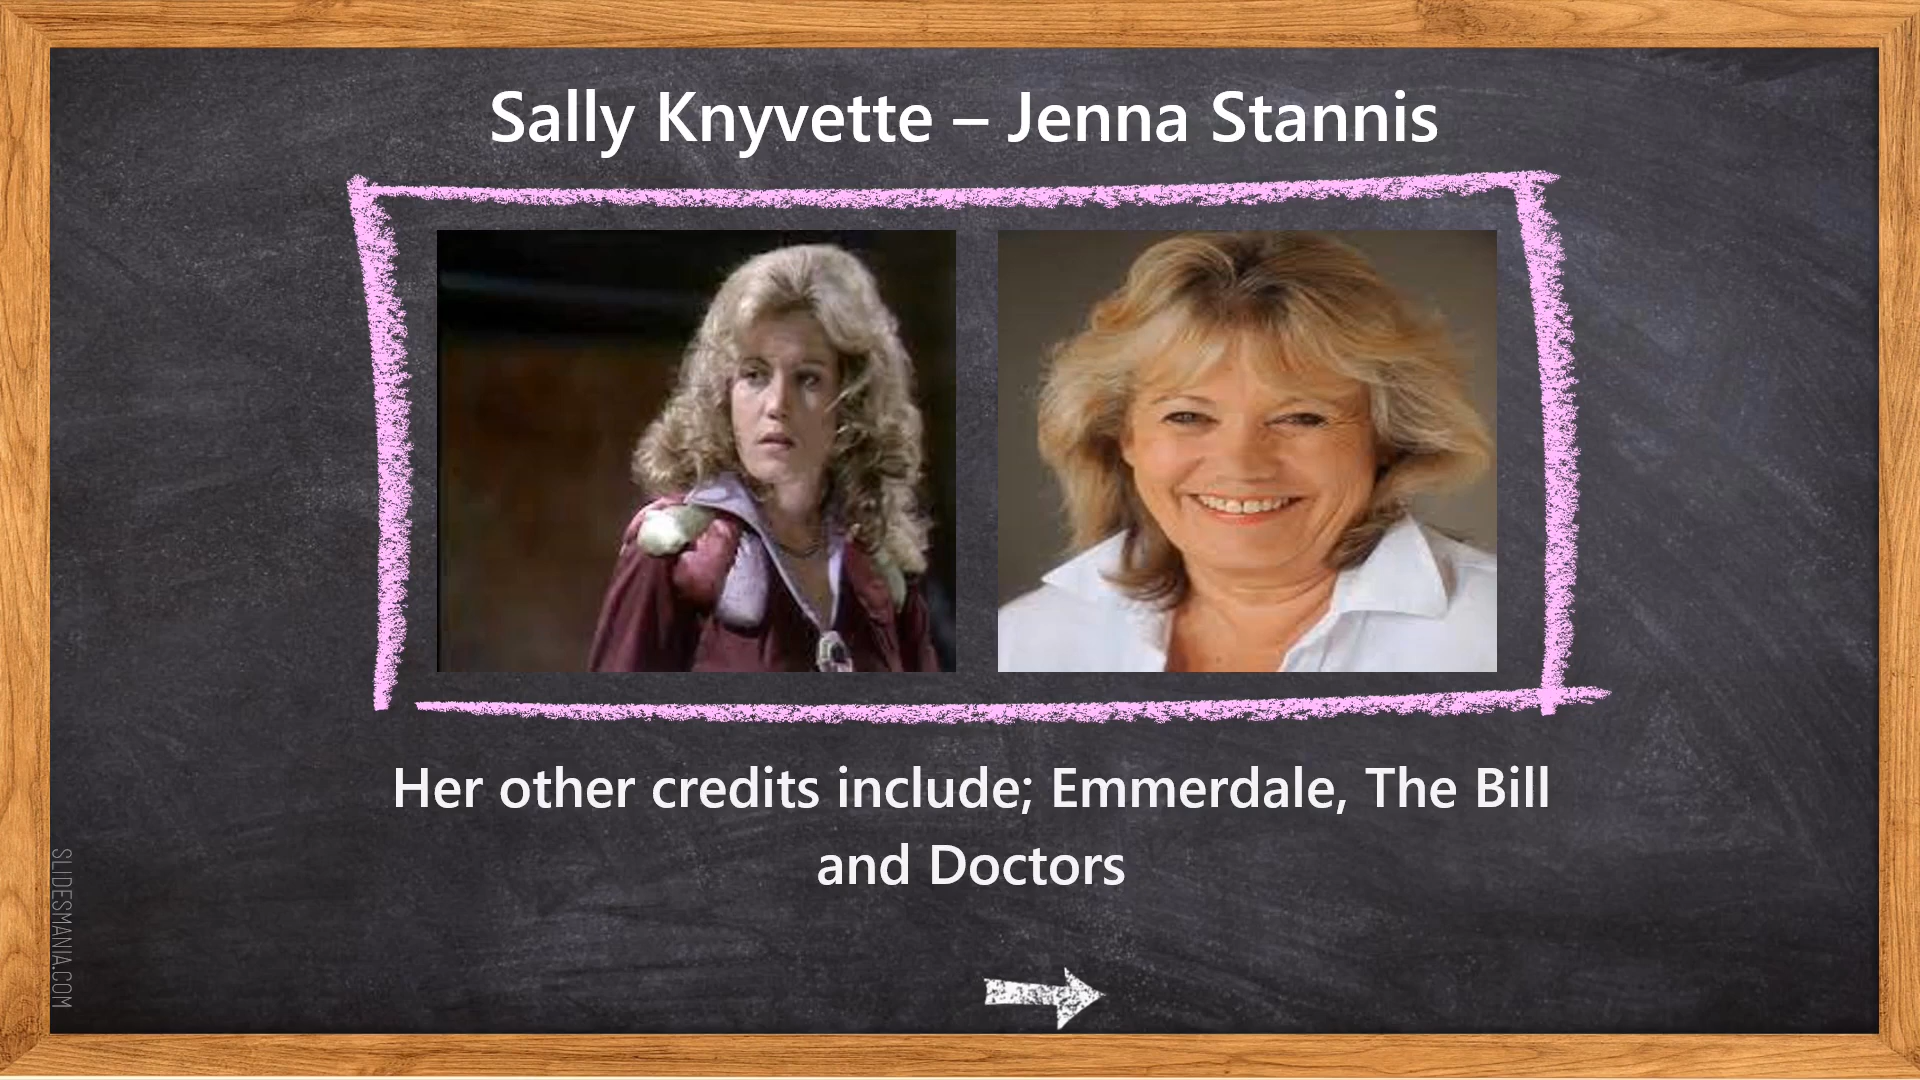 Sally Knyvette – Jenna Stannis
Her other credits include; Emmerdale, The Bill
and Doctors
SLIDESMANIA.COM